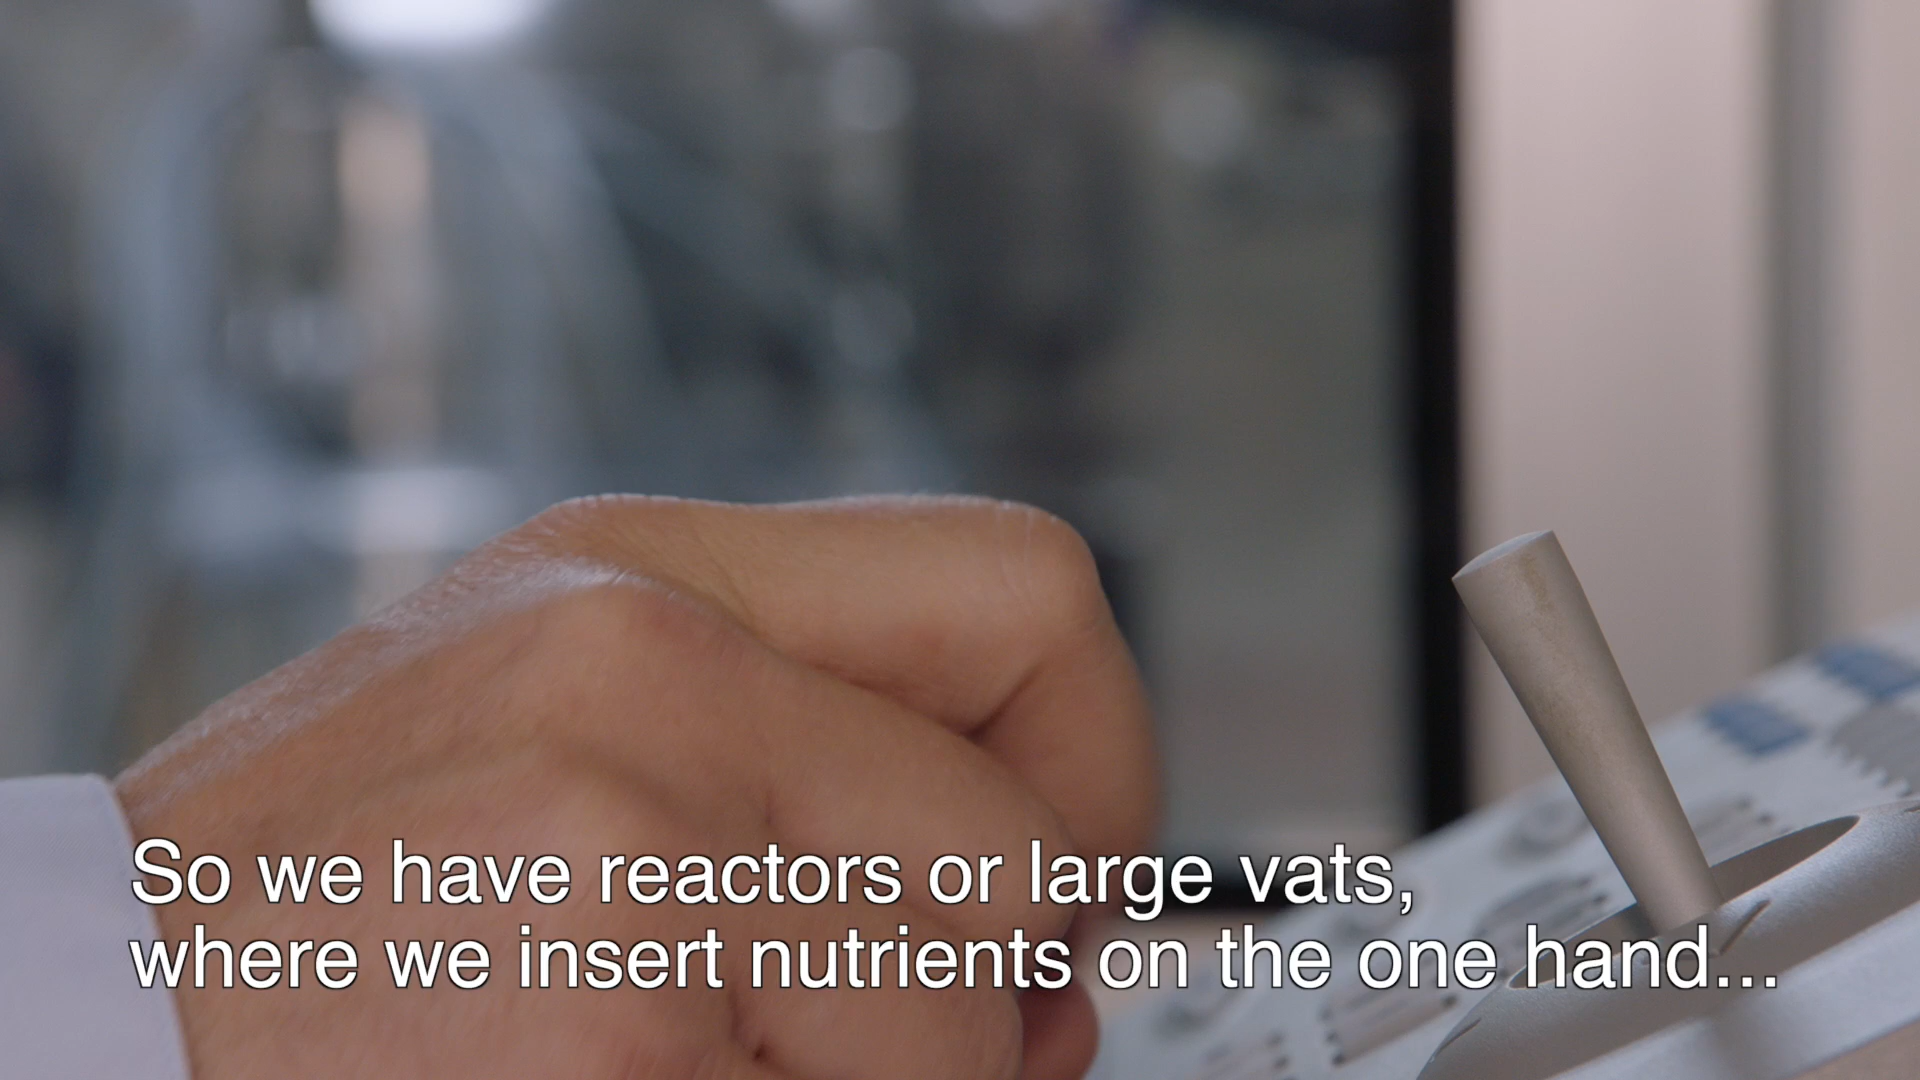 So we have reactors or large vats,
where we insert nutrients on the one hand...